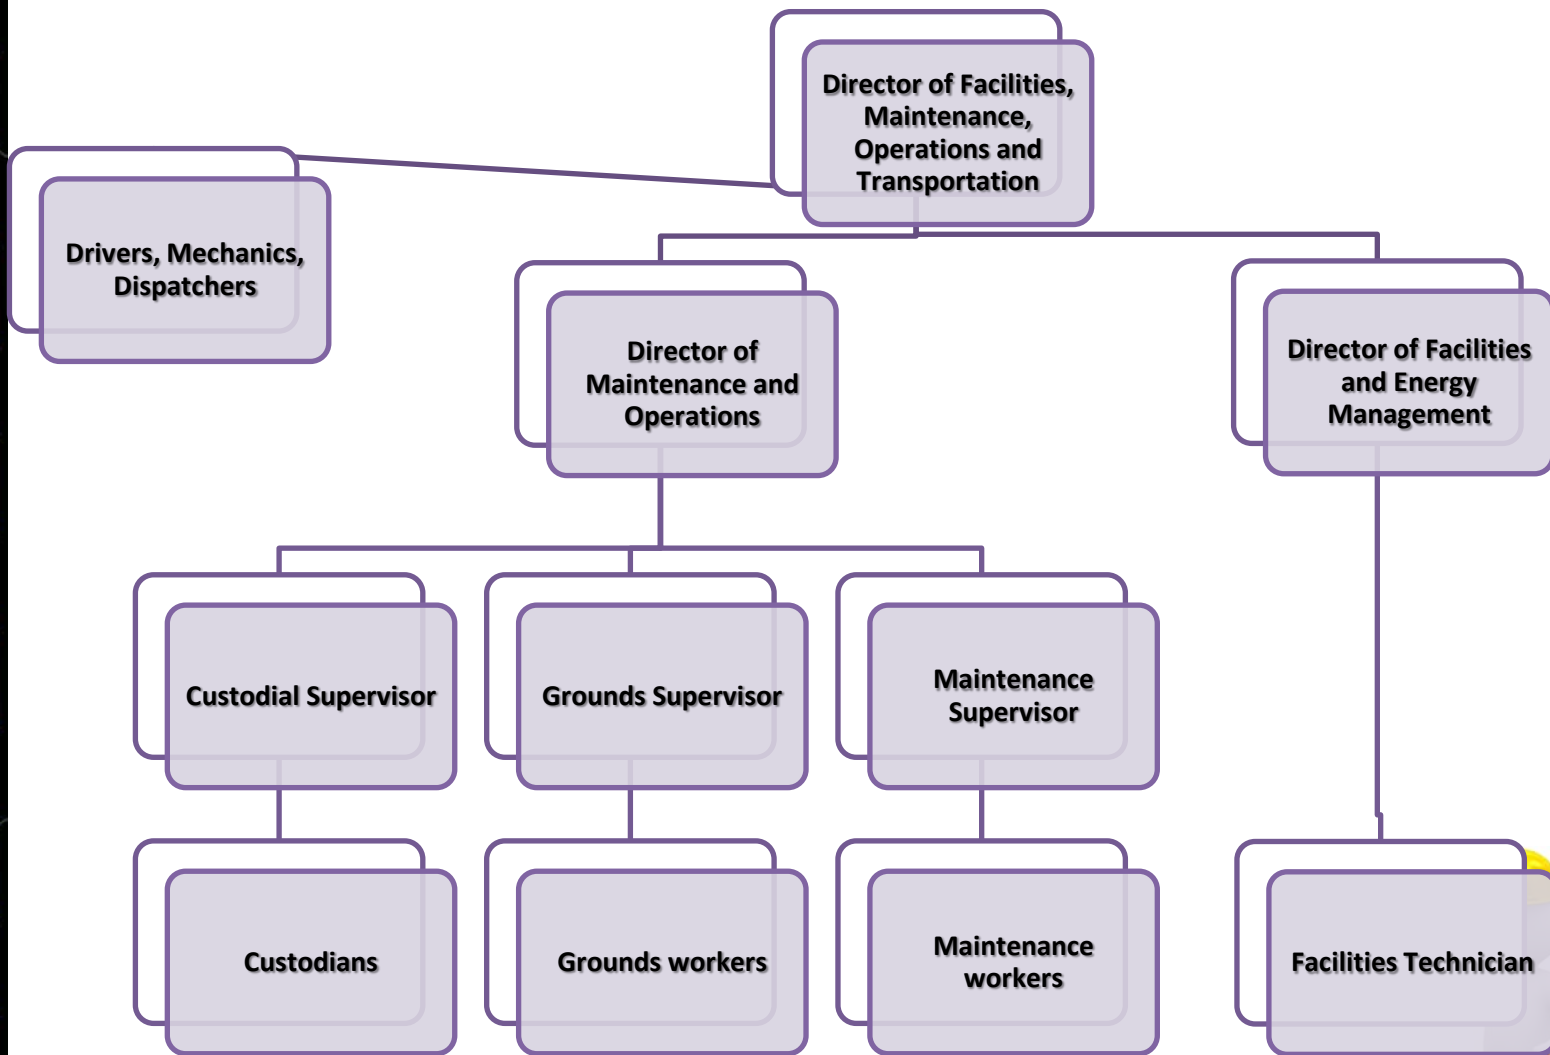 Director of Facilities,
Maintenance,
Operations and
Transportation
Drivers, Mechanics,
Dispatchers
Director of
Maintenance and
Operations
Director of Facilities
and Energy
Management
Custodial Supervisor
Grounds Supervisor
Maintenance
Supervisor
Custodians
Grounds workers
Maintenance
workers
Facilities Technician